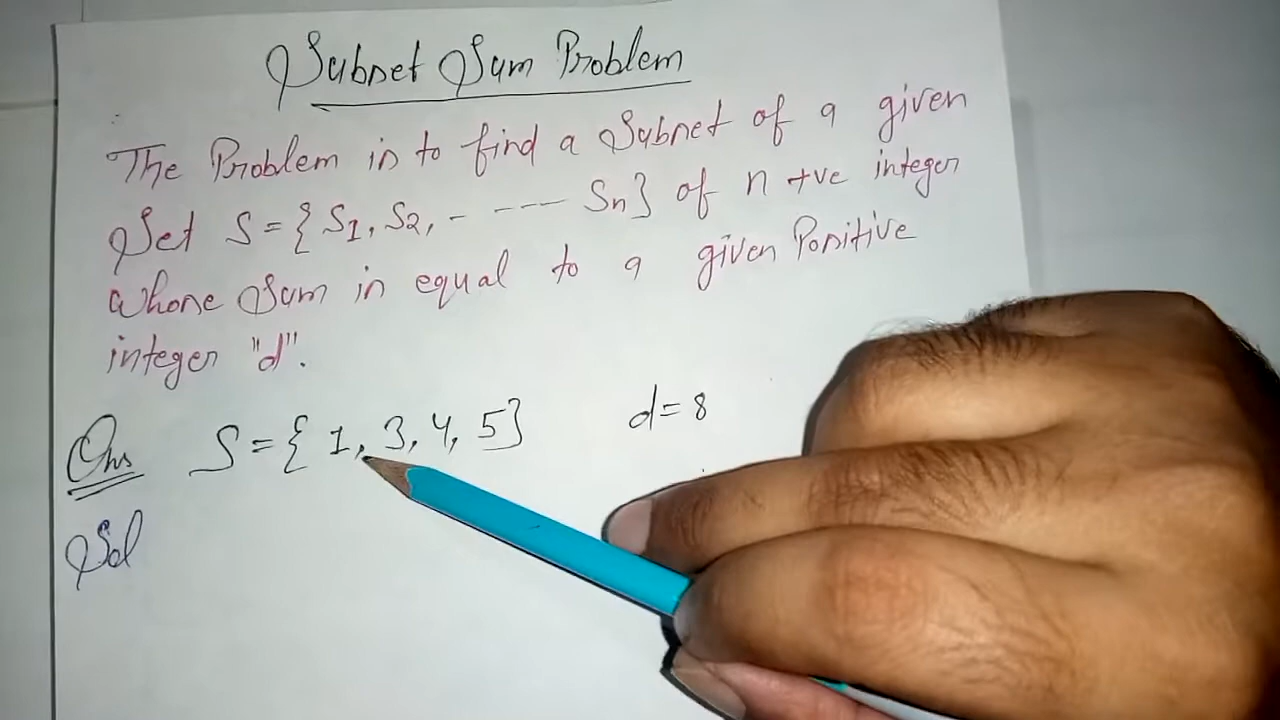 Subset Sum Problem
The Problem is to find a Subset of a given
Set S = {S1, S2, - ---- Sn} of n +ve integer
whose Sum is equal to a given Positive
integer "d".
Qns S = { 1, 3, 4, 5} d = 8
Sol